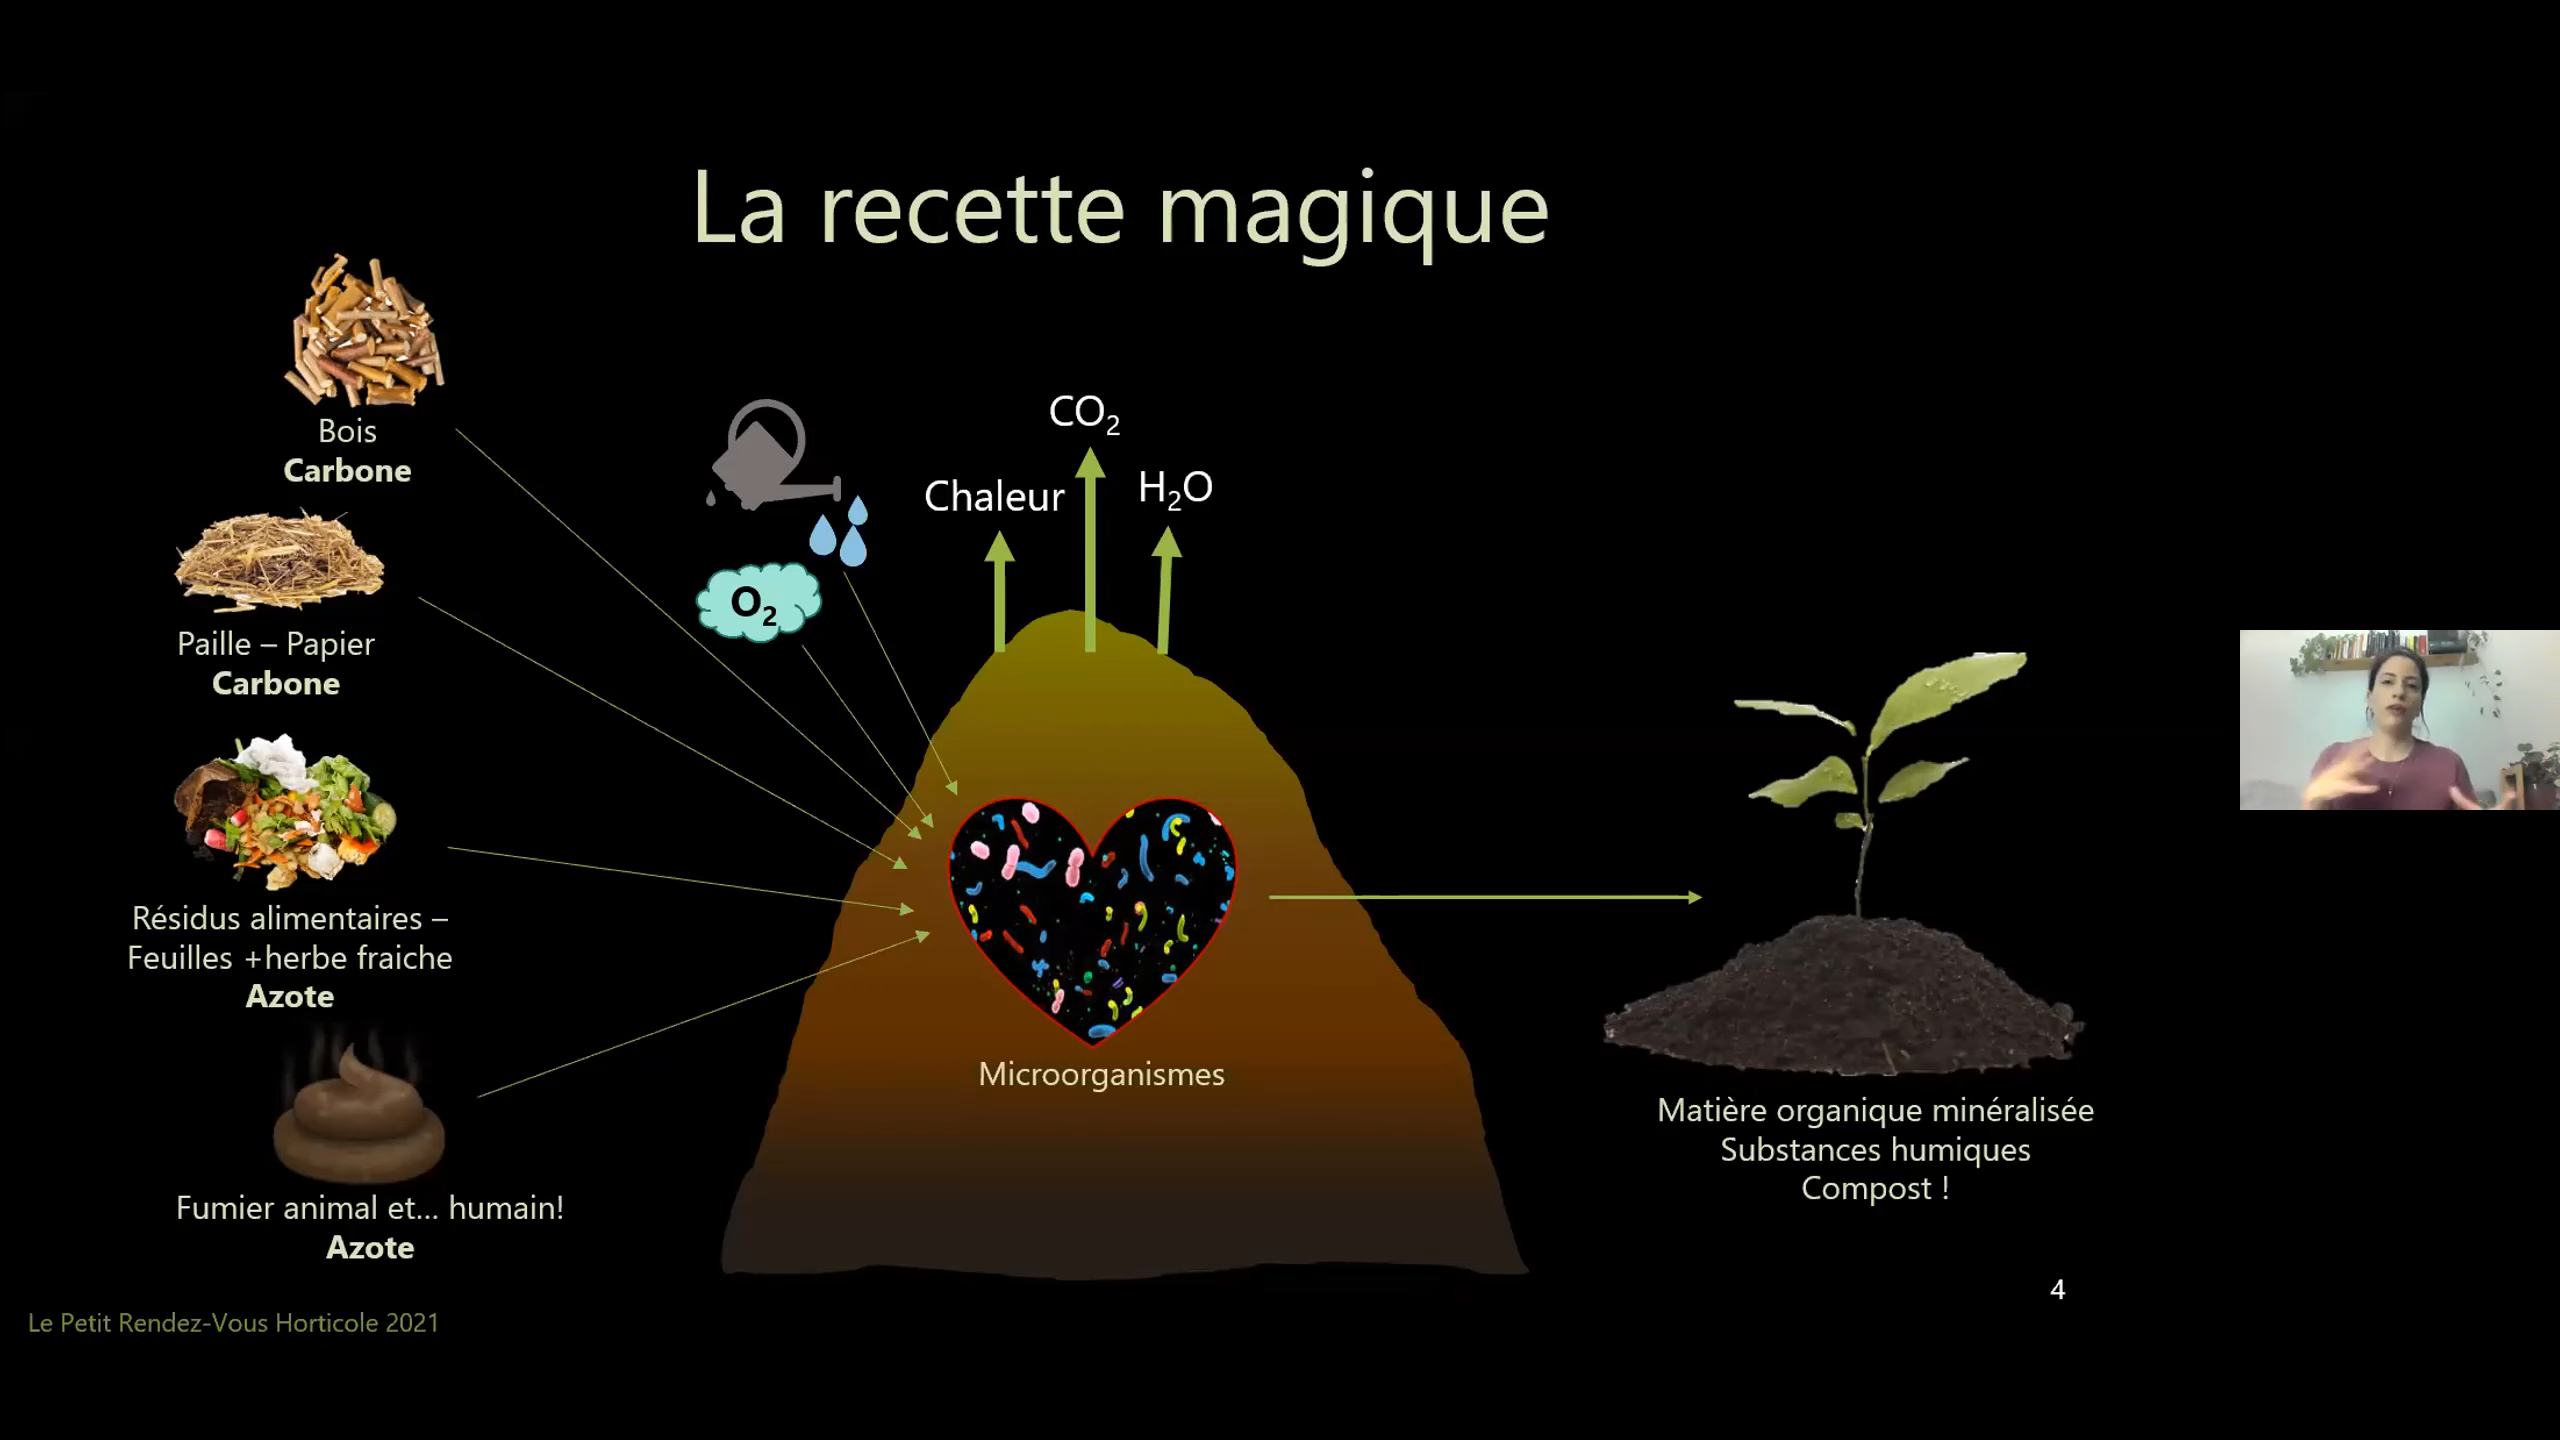 La recette magique
Bois
Carbone
Paille – Papier
Carbone
Résidus alimentaires –
Feuilles +herbe fraiche
Azote
Fumier animal et... humain!
Azote
O₂
Chaleur
CO₂
H₂O
Microorganismes
Matière organique minéralisée
Substances humiques
Compost !
4
Le Petit Rendez-Vous Horticole 2021